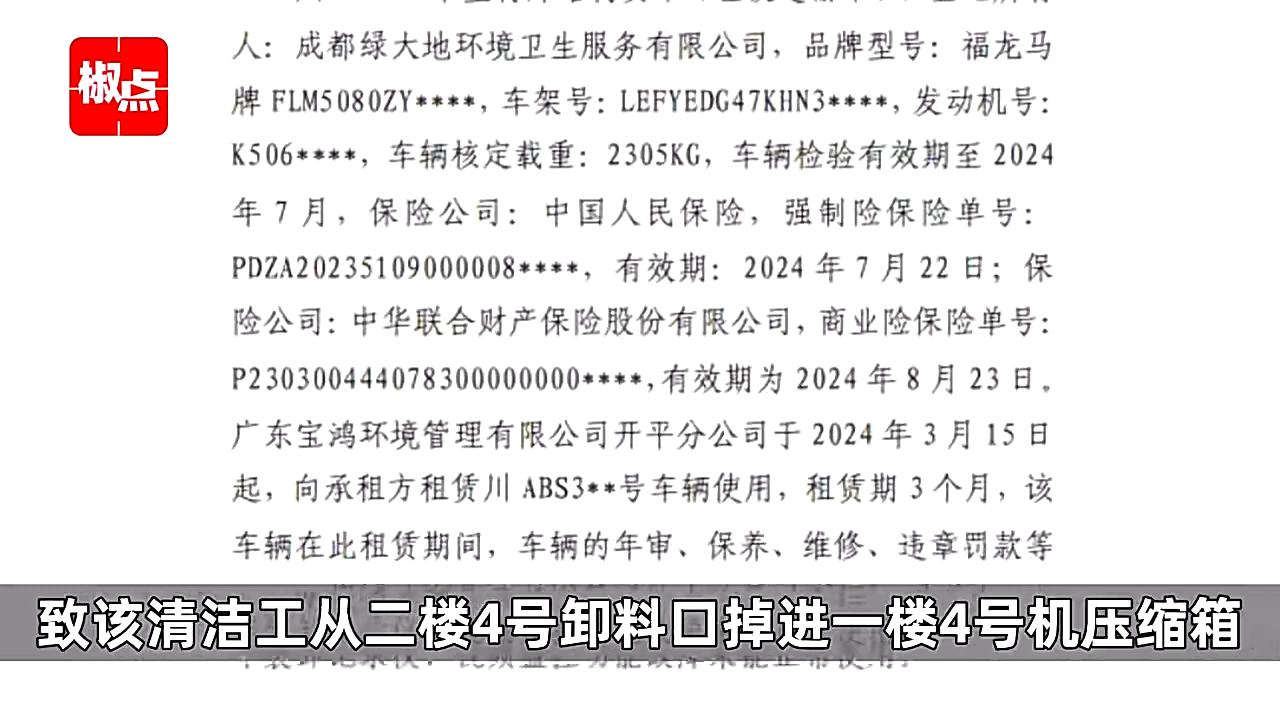 椒点
人：成都绿大地环境卫生服务有限公司，品牌型号：福龙马
牌 FLM5080ZY****，车架号：LEFYEDG47KHN3****，发动机号：
K506****，车辆核定载重：2305KG，车辆检验有效期至 2024
年 7 月，保险公司：中国人民保险，强制险保险单号：
PDZA20235109000008****，有效期：2024 年 7 月 22 日；保
险公司：中华联合财产保险股份有限公司，商业险保险单号：
P230300444078300000000****，有效期为 2024 年 8 月 23 日。
广东宝鸿环境管理有限公司开平分公司于 2024 年 3 月 15 日
起，向承租方租赁川 ABS3**号车辆使用，租赁期 3 个月，该
车辆在此租赁期间，车辆的年审、保养、维修、违章罚款等
致该清洁工从二楼4号卸料口掉进一楼4号机压缩箱